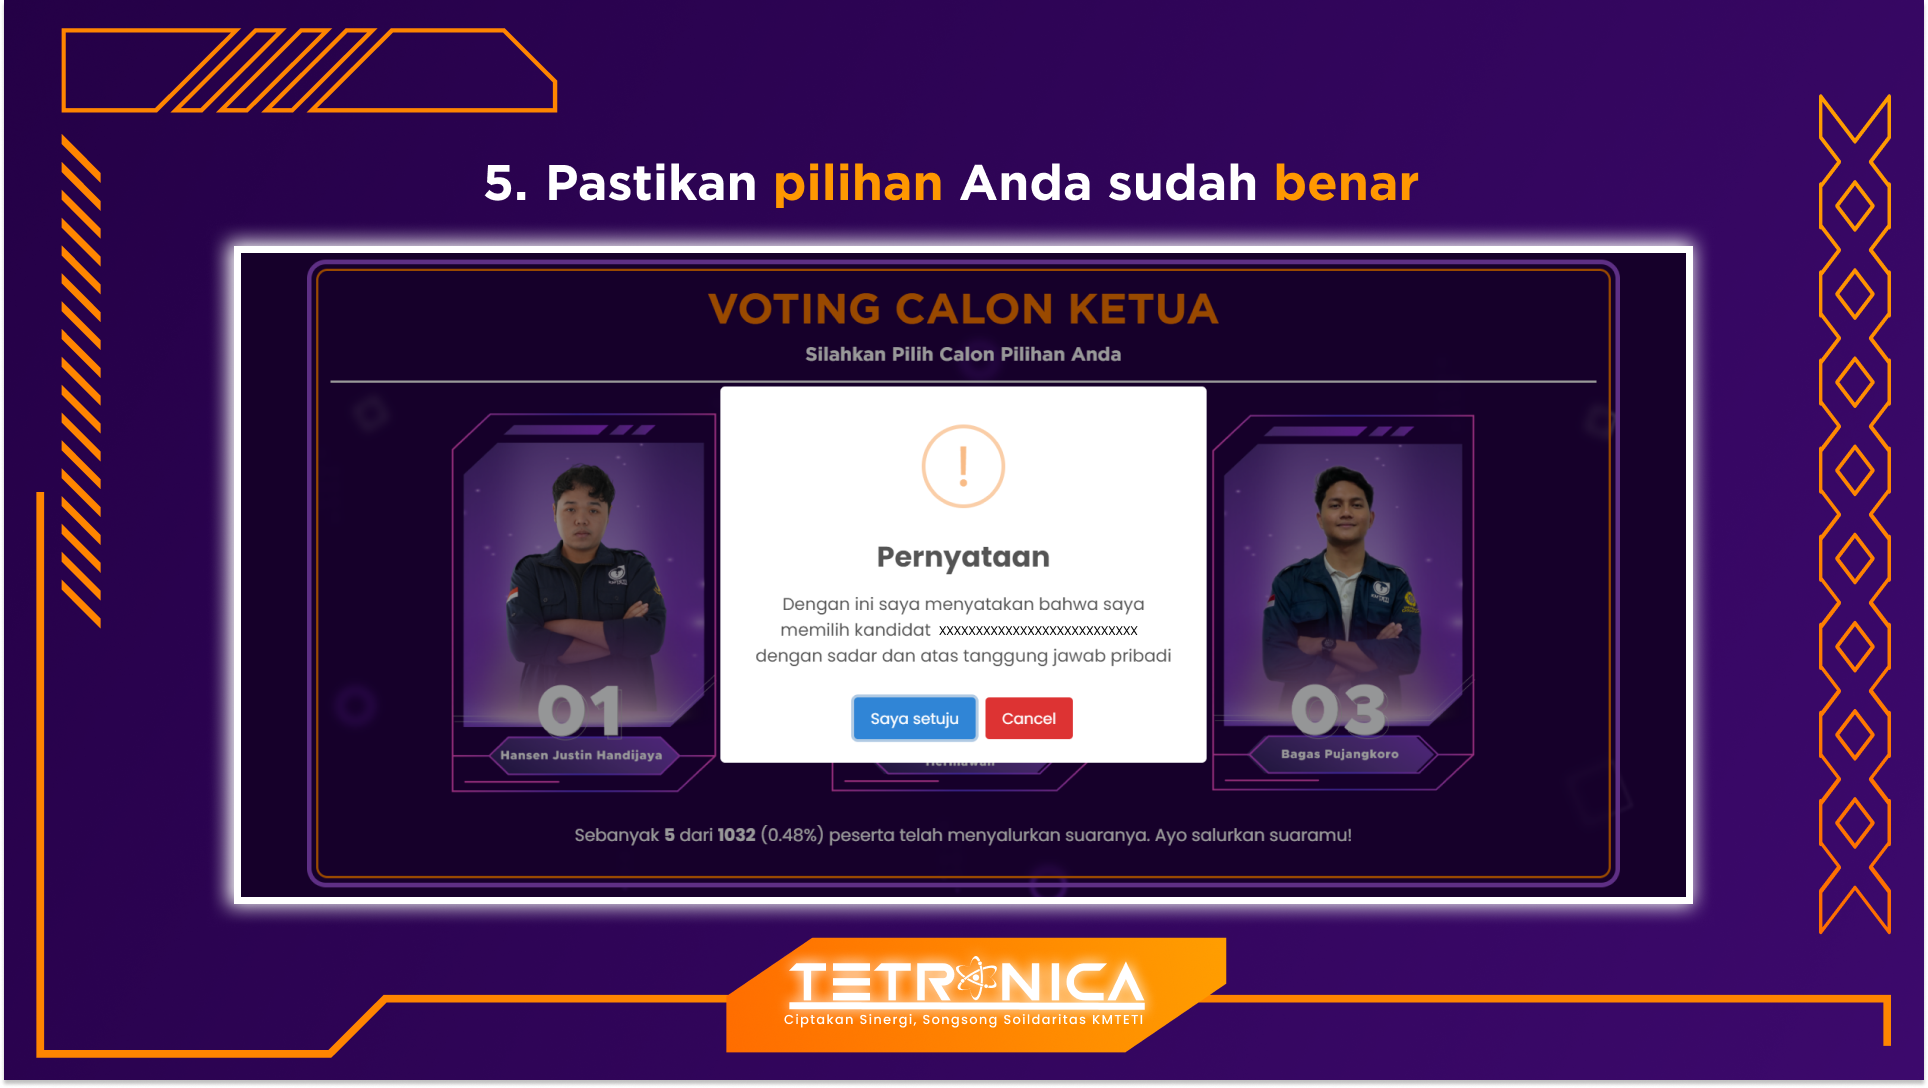 5. Pastikan pilihan Anda sudah benar
VOTING CALON KETUA
Silahkan Pilih Calon Pilihan Anda
Pernyataan
Dengan ini saya menyatakan bahwa saya
memilih kandidat xxxxxxxxxxxxxxxxxxxxxxxxxxx
dengan sadar dan atas tanggung jawab pribadi
Saya setuju
Cancel
01
Hansen Justin Handijaya
03
Bagas Pujangkoro
Sebanyak 5 dari 1032 (0.48%) peserta telah menyalurkan suaranya. Ayo salurkan suaramu!
TETRONICA
Ciptakan Sinergi, Songsong Soildaritas KMTETI